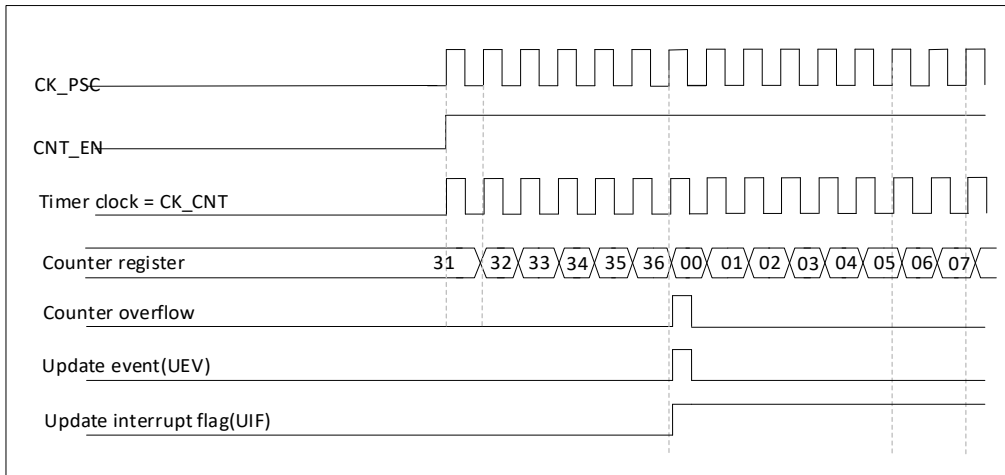 CK_PSC
CNT_EN
Timer clock = CK_CNT
Counter register 31 32 33 34 35 36 00 01 02 03 04 05 06 07
Counter overflow
Update event(UEV)
Update interrupt flag(UIF)